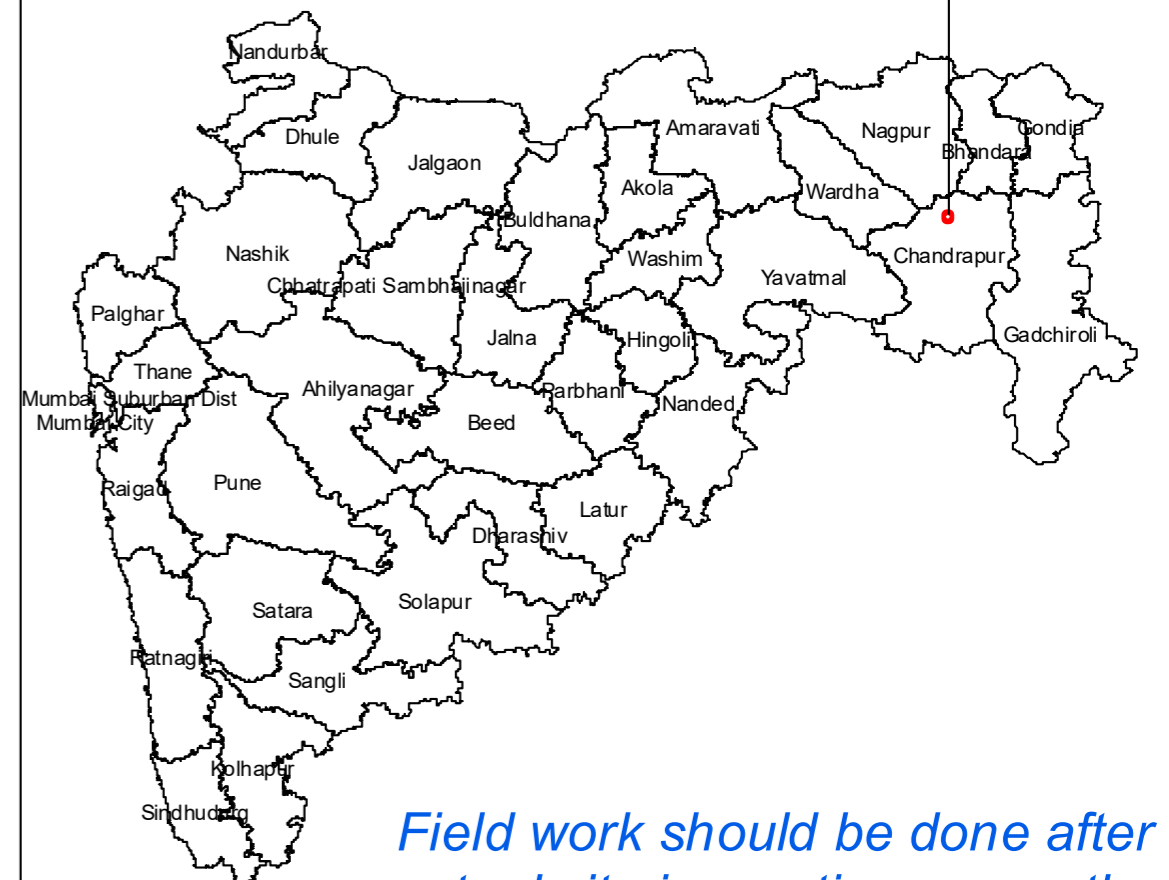 Nandurbar
Dhule
Jalgaon
Amaravati
Nagpur
Gondia
Bhandara
Akola
Wardha
Buldhana
Nashik
Washim
Chandrapur
Yavatmal
Chhatrapati Sambhajinagar
Palghar
Jalna
Hingoli
Gadchiroli
Thane
Ahilyanagar
Parbhani
Mumbai Suburban Dist
Nanded
Mumbai City
Beed
Raigad
Pune
Latur
Dharashiv
Satara
Solapur
Ratnagiri
Sangli
Kolhapur
Sindhudurg
Field work should be done after